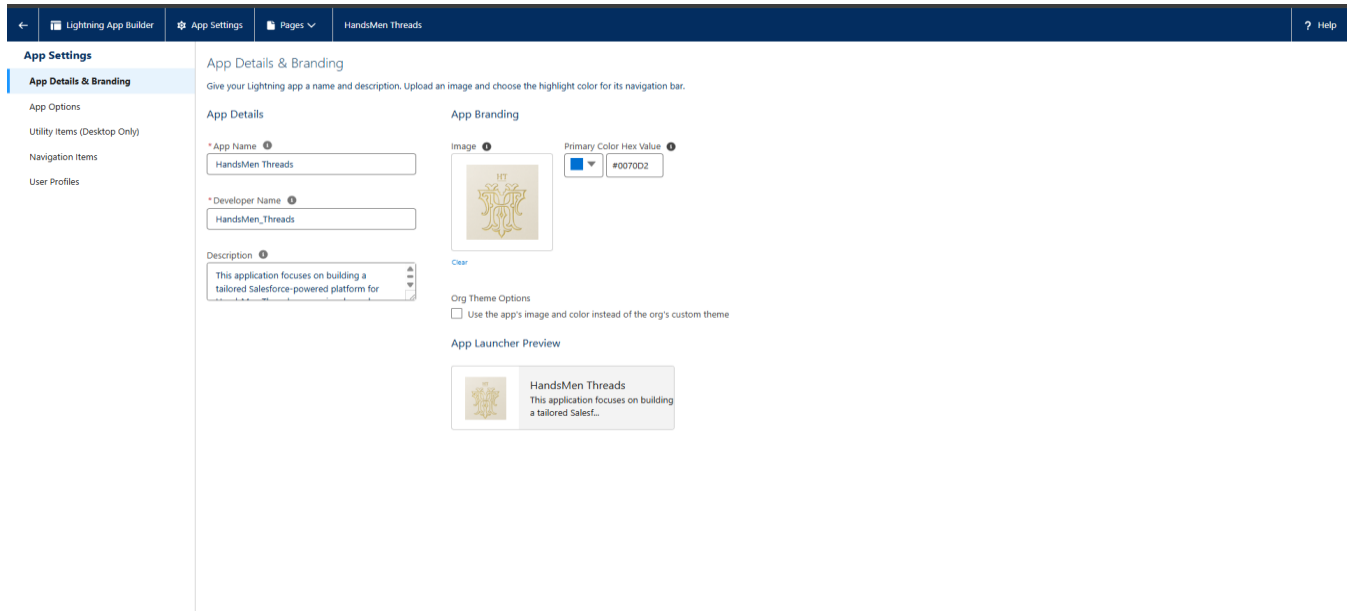 Lightning App Builder
App Settings
Pages
HandsMen Threads
? Help
App Settings
App Details & Branding
App Options
Utility Items (Desktop Only)
Navigation Items
User Profiles
App Details & Branding
Give your Lightning app a name and description. Upload an image and choose the highlight color for its navigation bar.
App Details
* App Name
HandsMen Threads
* Developer Name
HandsMen_Threads
Description
This application focuses on building a
tailored Salesforce-powered platform for
App Branding
Image
HT
Clear
Primary Color Hex Value
#0070D2
Org Theme Options
Use the app's image and color instead of the org's custom theme
App Launcher Preview
HandsMen Threads
This application focuses on building
a tailored Salesf...